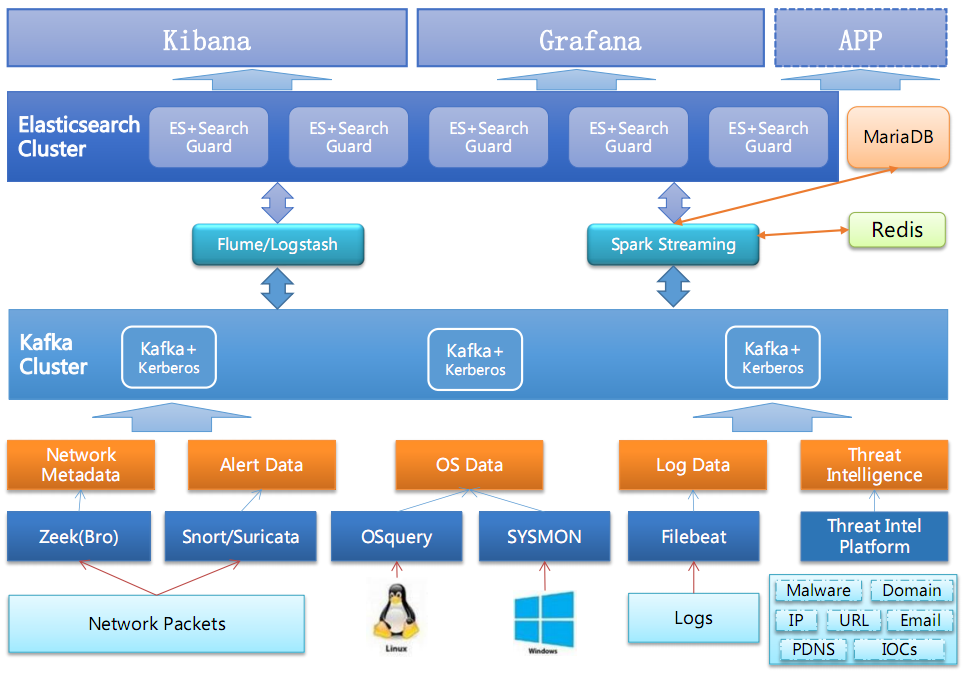 Kibana
Grafana
APP
Elasticsearch
Cluster
ES+Search
Guard
ES+Search
Guard
ES+Search
Guard
ES+Search
Guard
ES+Search
Guard
MariaDB
Flume/Logstash
Spark Streaming
Redis
Kafka
Cluster
Kafka+
Kerberos
Kafka+
Kerberos
Kafka+
Kerberos
Network
Metadata
Alert Data
OS Data
Log Data
Threat
Intelligence
Zeek(Bro)
Snort/Suricata
OSquery
SYSMON
Filebeat
Threat Intel
Platform
Network Packets
Linux
Windows
Logs
Malware
Domain
IP
URL
Email
PDNS
IOCs